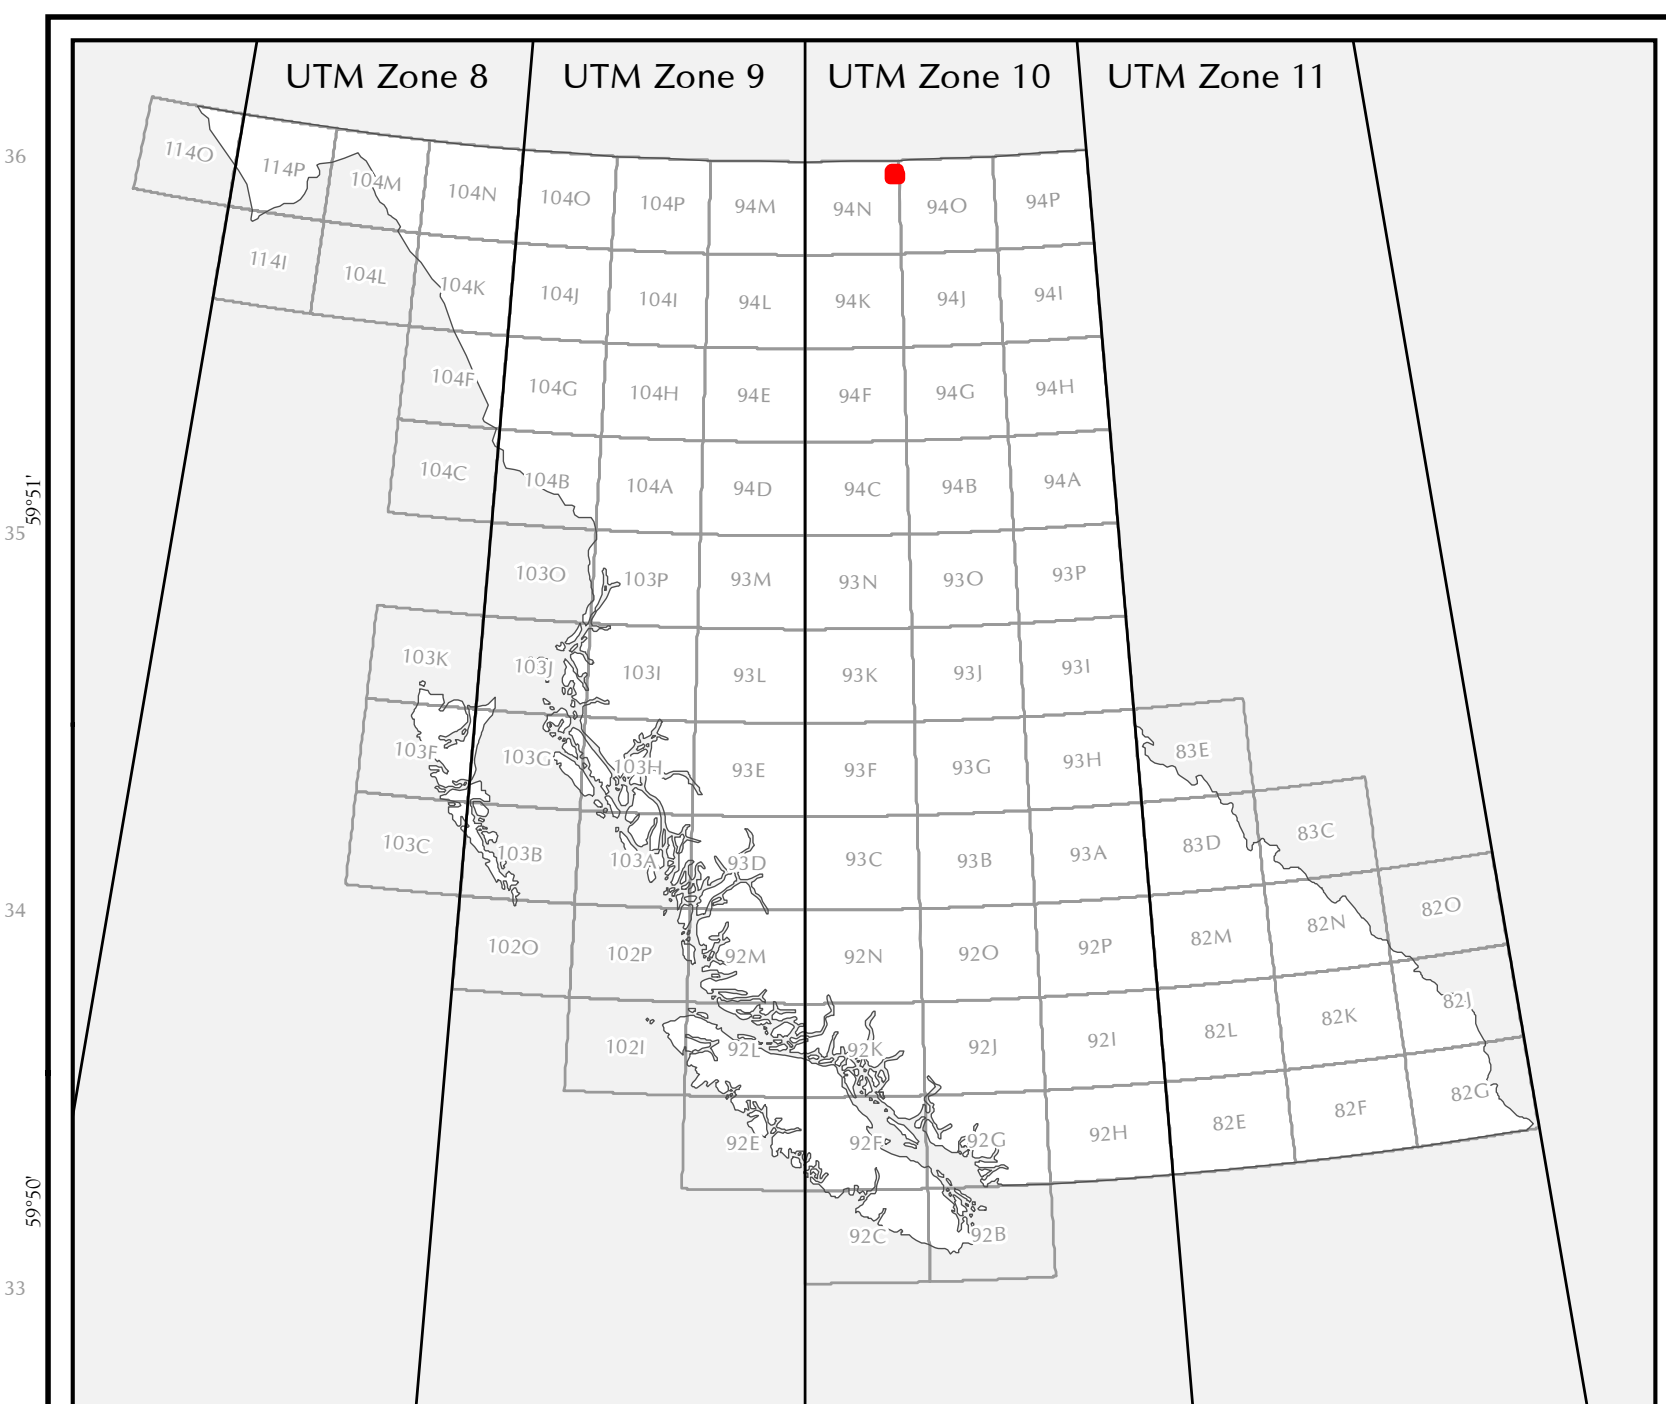 UTM Zone 8 UTM Zone 9 UTM Zone 10 UTM Zone 11
36 114O 114P 104M 104N 104O 104P 94M 94N 94O 94P
114I 104L 104K 104J 104I 94L 94K 94J 94I
104F 104G 104H 94E 94F 94G 94H
104C 104B 104A 94D 94C 94B 94A
59°51'
35
103O 103P 93M 93N 93O 93P
103K 103J 103I 93L 93K 93J 93I
103F 103G 103H 93E 93F 93G 93H 83E
103C 103B 103A 93D 93C 93B 93A 83D 83C
34
102O 102P 92M 92N 92O 92P 82M 82N 82O
102I 92L 92K 92J 92I 82L 82K 82J
92E 92F 92G 92H 82E 82F 82G
59°50'
92C 92B
33